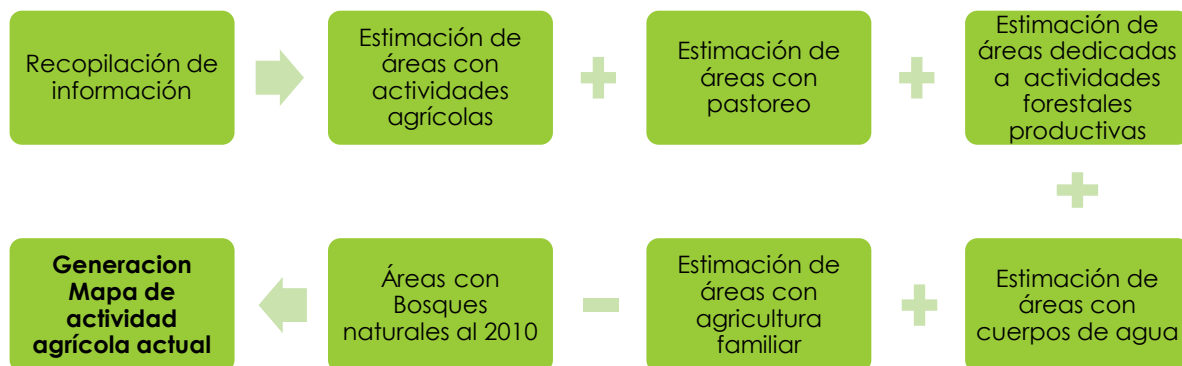 Recopilación de
información
Estimación de
áreas con
actividades
agrícolas
Estimación de
áreas con
pastoreo
Estimación de
áreas dedicadas
a actividades
forestales
productivas
Generacion
Mapa de
actividad
agrícola actual
Áreas con
Bosques
naturales al 2010
Estimación de
áreas con
agricultura
familiar
Estimación de
áreas con
cuerpos de agua